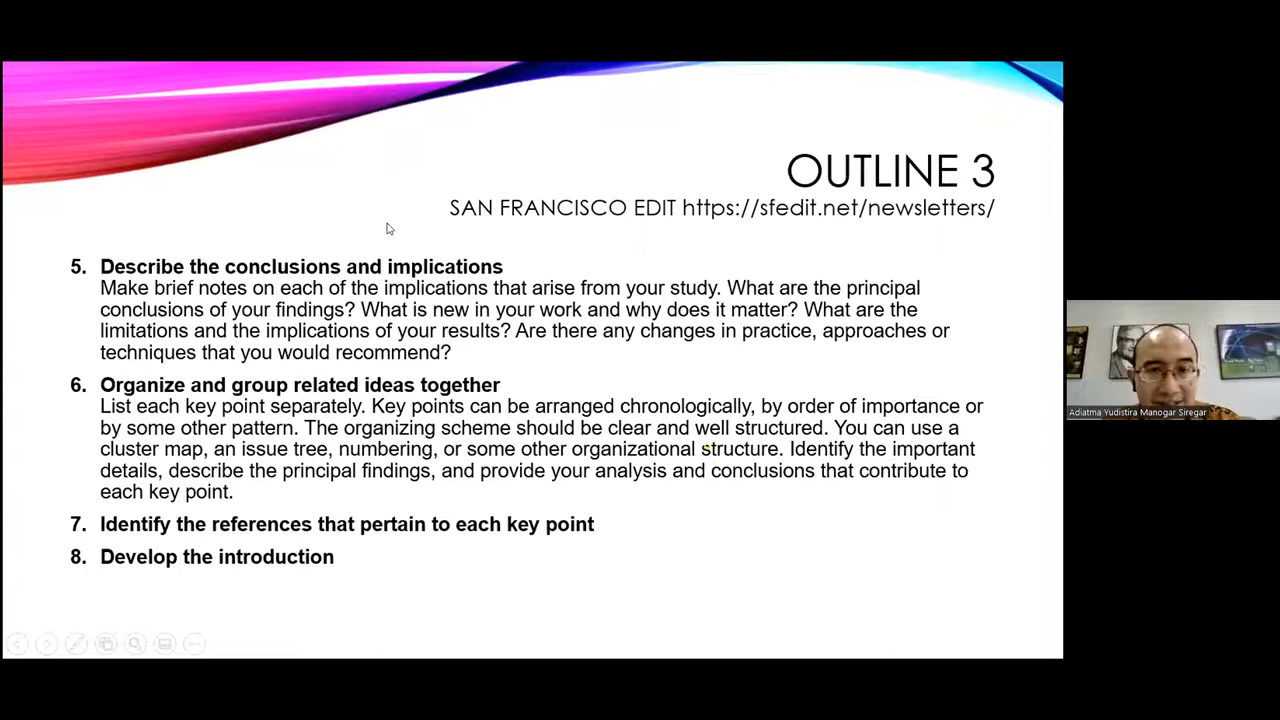 OUTLINE 3
SAN FRANCISCO EDIT https://sfedit.net/newsletters/
5. Describe the conclusions and implications
Make brief notes on each of the implications that arise from your study. What are the principal
conclusions of your findings? What is new in your work and why does it matter? What are the
limitations and the implications of your results? Are there any changes in practice, approaches or
techniques that you would recommend?
6. Organize and group related ideas together
List each key point separately. Key points can be arranged chronologically, by order of importance or
by some other pattern. The organizing scheme should be clear and well structured. You can use a
cluster map, an issue tree, numbering, or some other organizational structure. Identify the important
details, describe the principal findings, and provide your analysis and conclusions that contribute to
each key point.
7. Identify the references that pertain to each key point
8. Develop the introduction
Adiatma Yudistira Manogar Siregar